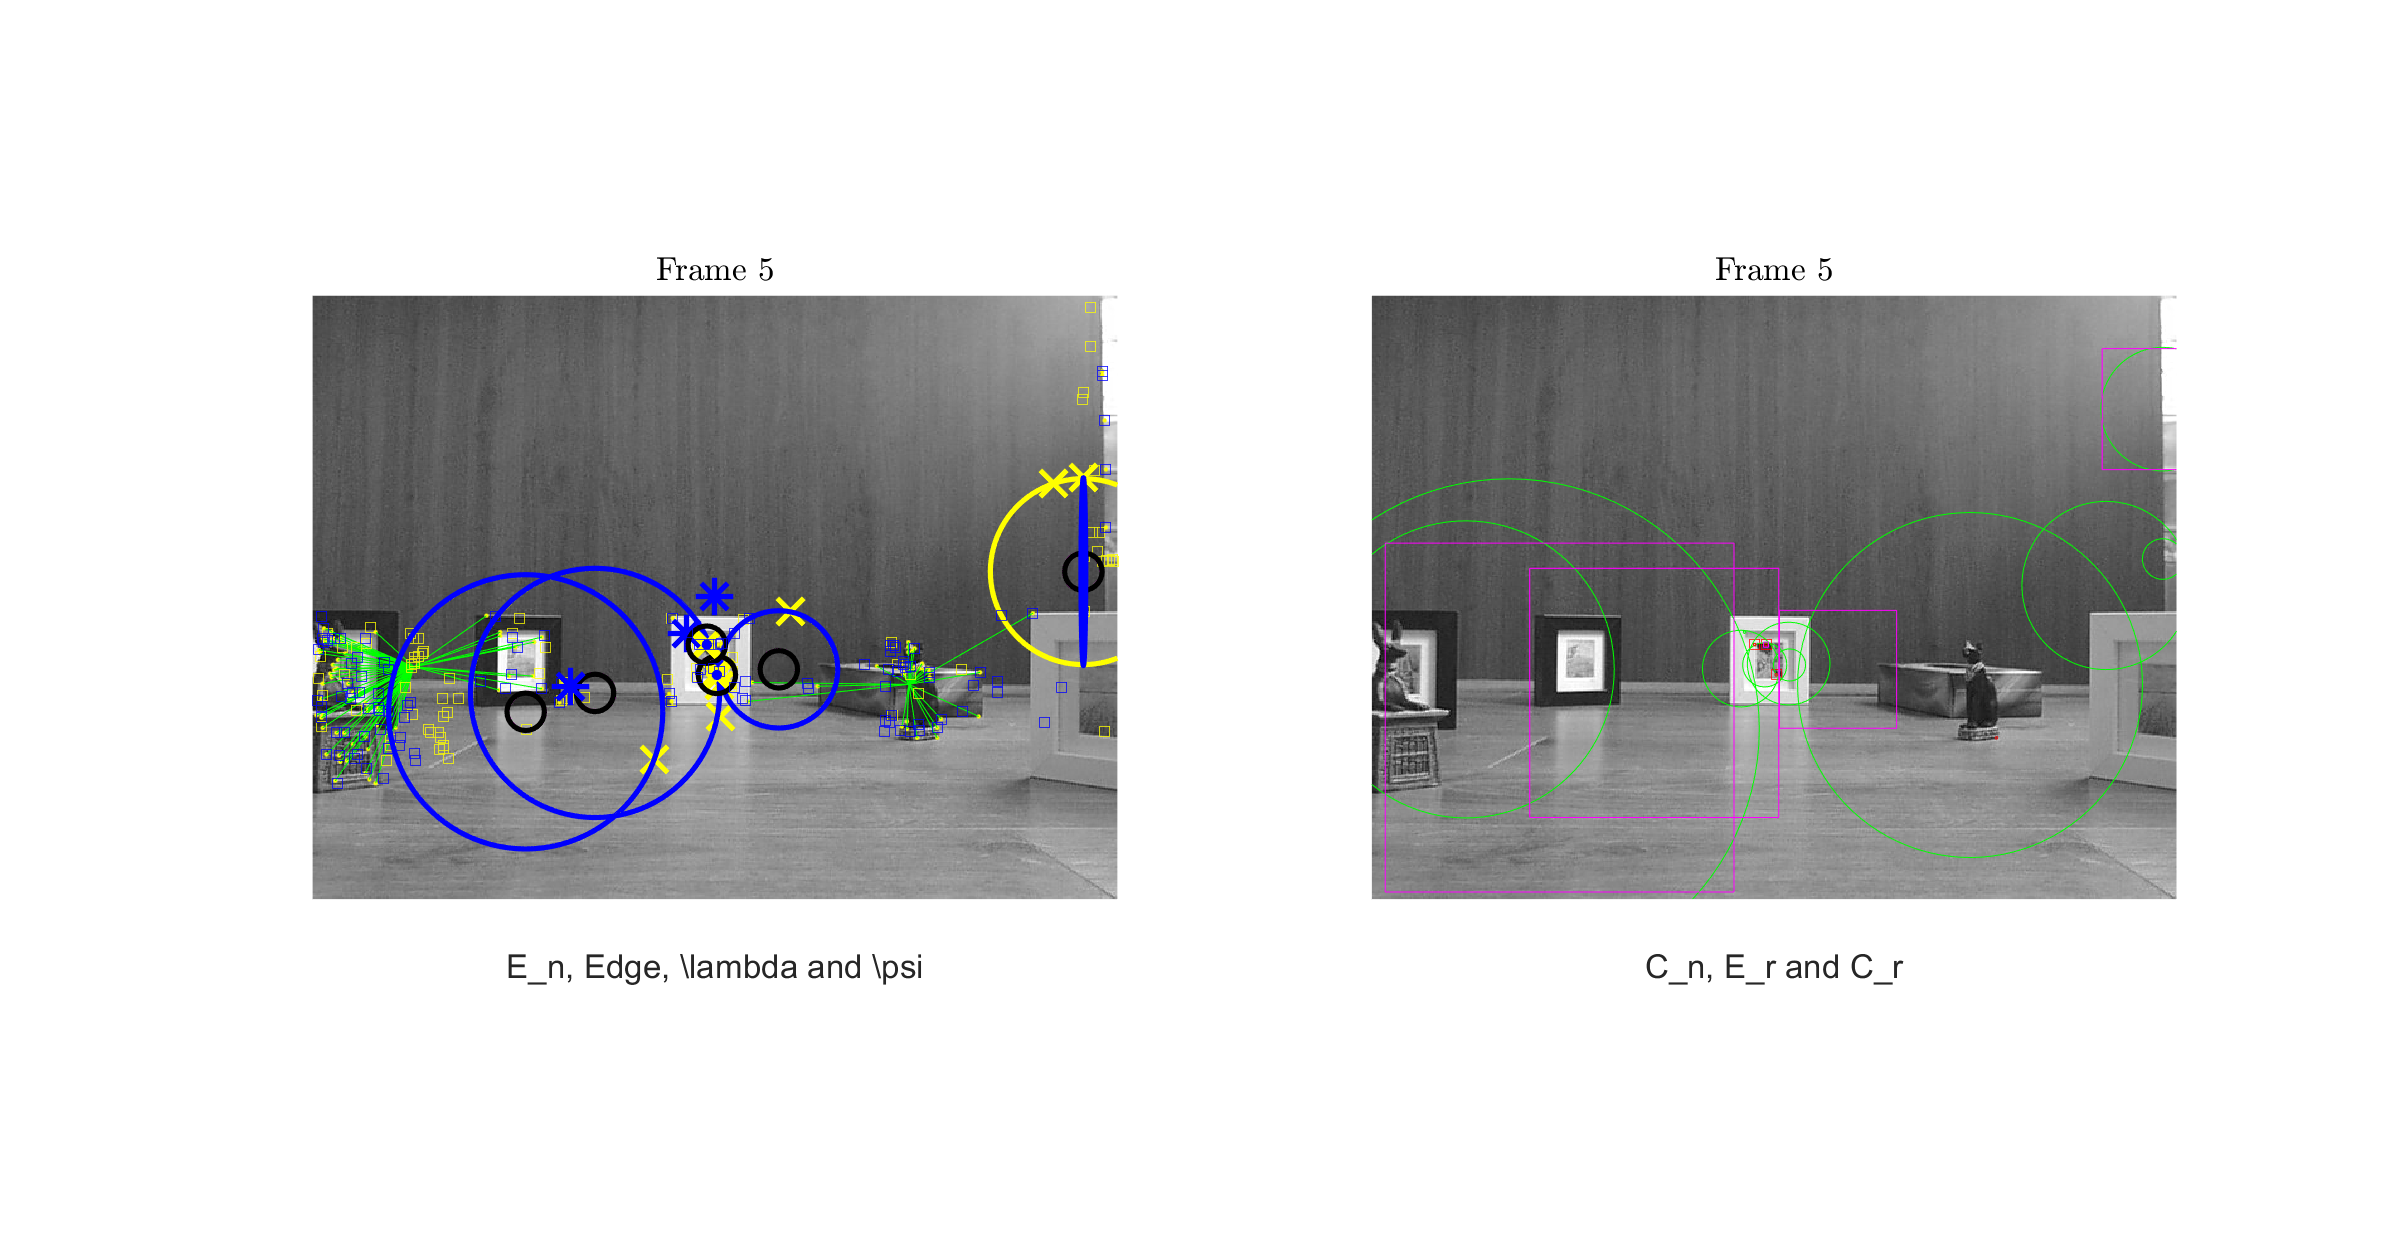 Frame 5
Frame 5
E_n, Edge, \lambda and \psi
C_n, E_r and C_r